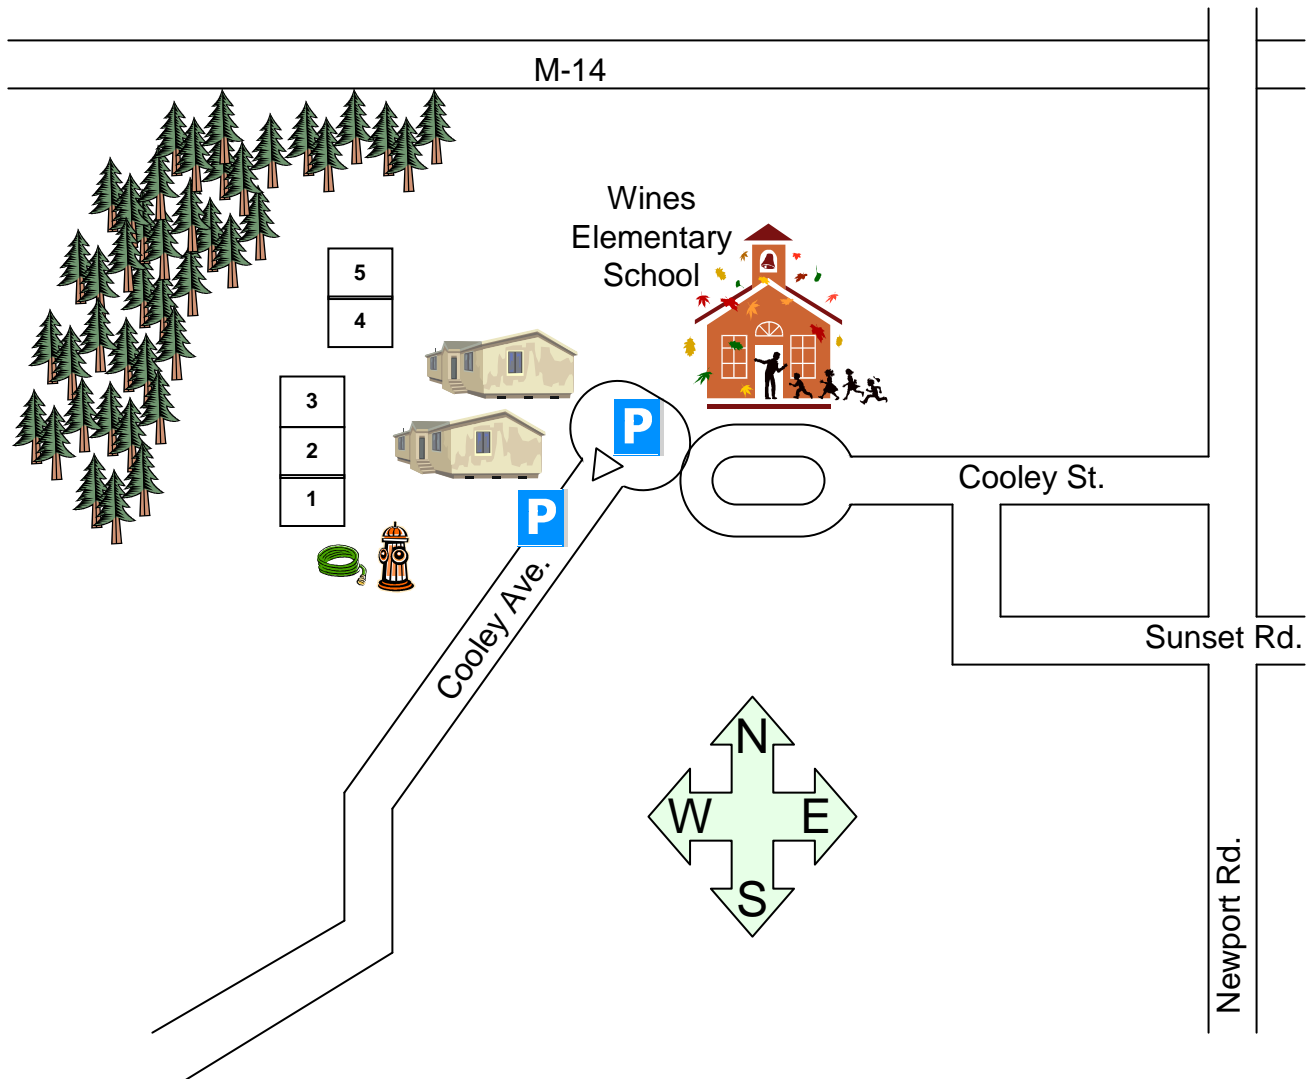 M-14
Wines
Elementary
School
5
4
3
2
1
P
P
Cooley St.
Cooley Ave.
Sunset Rd.
N
W E
S
Newport Rd.